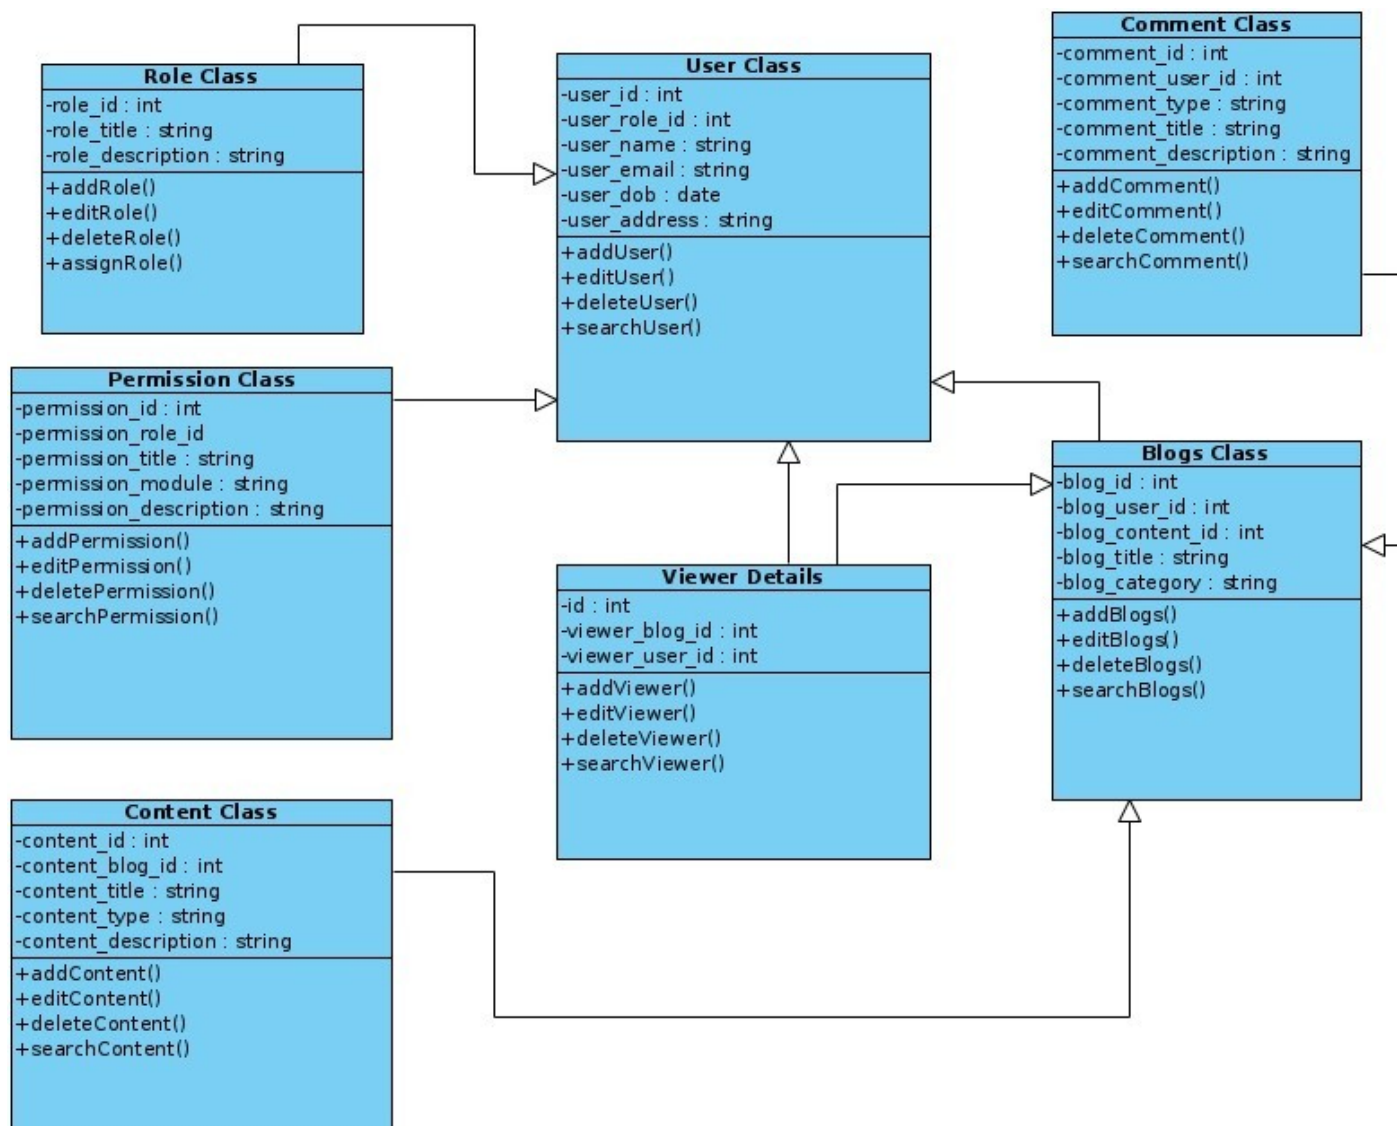 Role Class
-role_id : int
-role_title : string
-role_description : string
+addRole()
+editRole()
+deleteRole()
+assignRole()
User Class
-user_id : int
-user_role_id : int
-user_name : string
-user_email : string
-user_dob : date
-user_address : string
+addUser()
+editUser()
+deleteUser()
+searchUser()
Comment Class
-comment_id : int
-comment_user_id : int
-comment_type : string
-comment_title : string
-comment_description : string
+addComment()
+editComment()
+deleteComment()
+searchComment()
Permission Class
-permission_id : int
-permission_role_id
-permission_title : string
-permission_module : string
-permission_description : string
+addPermission()
+editPermission()
+deletePermission()
+searchPermission()
Viewer Details
-id : int
-viewer_blog_id : int
-viewer_user_id : int
+addViewer()
+editViewer()
+deleteViewer()
+searchViewer()
Blogs Class
-blog_id : int
-blog_user_id : int
-blog_content_id : int
-blog_title : string
-blog_category : string
+addBlogs()
+editBlogs()
+deleteBlogs()
+searchBlogs()
Content Class
-content_id : int
-content_blog_id : int
-content_title : string
-content_type : string
-content_description : string
+addContent()
+editContent()
+deleteContent()
+searchContent()